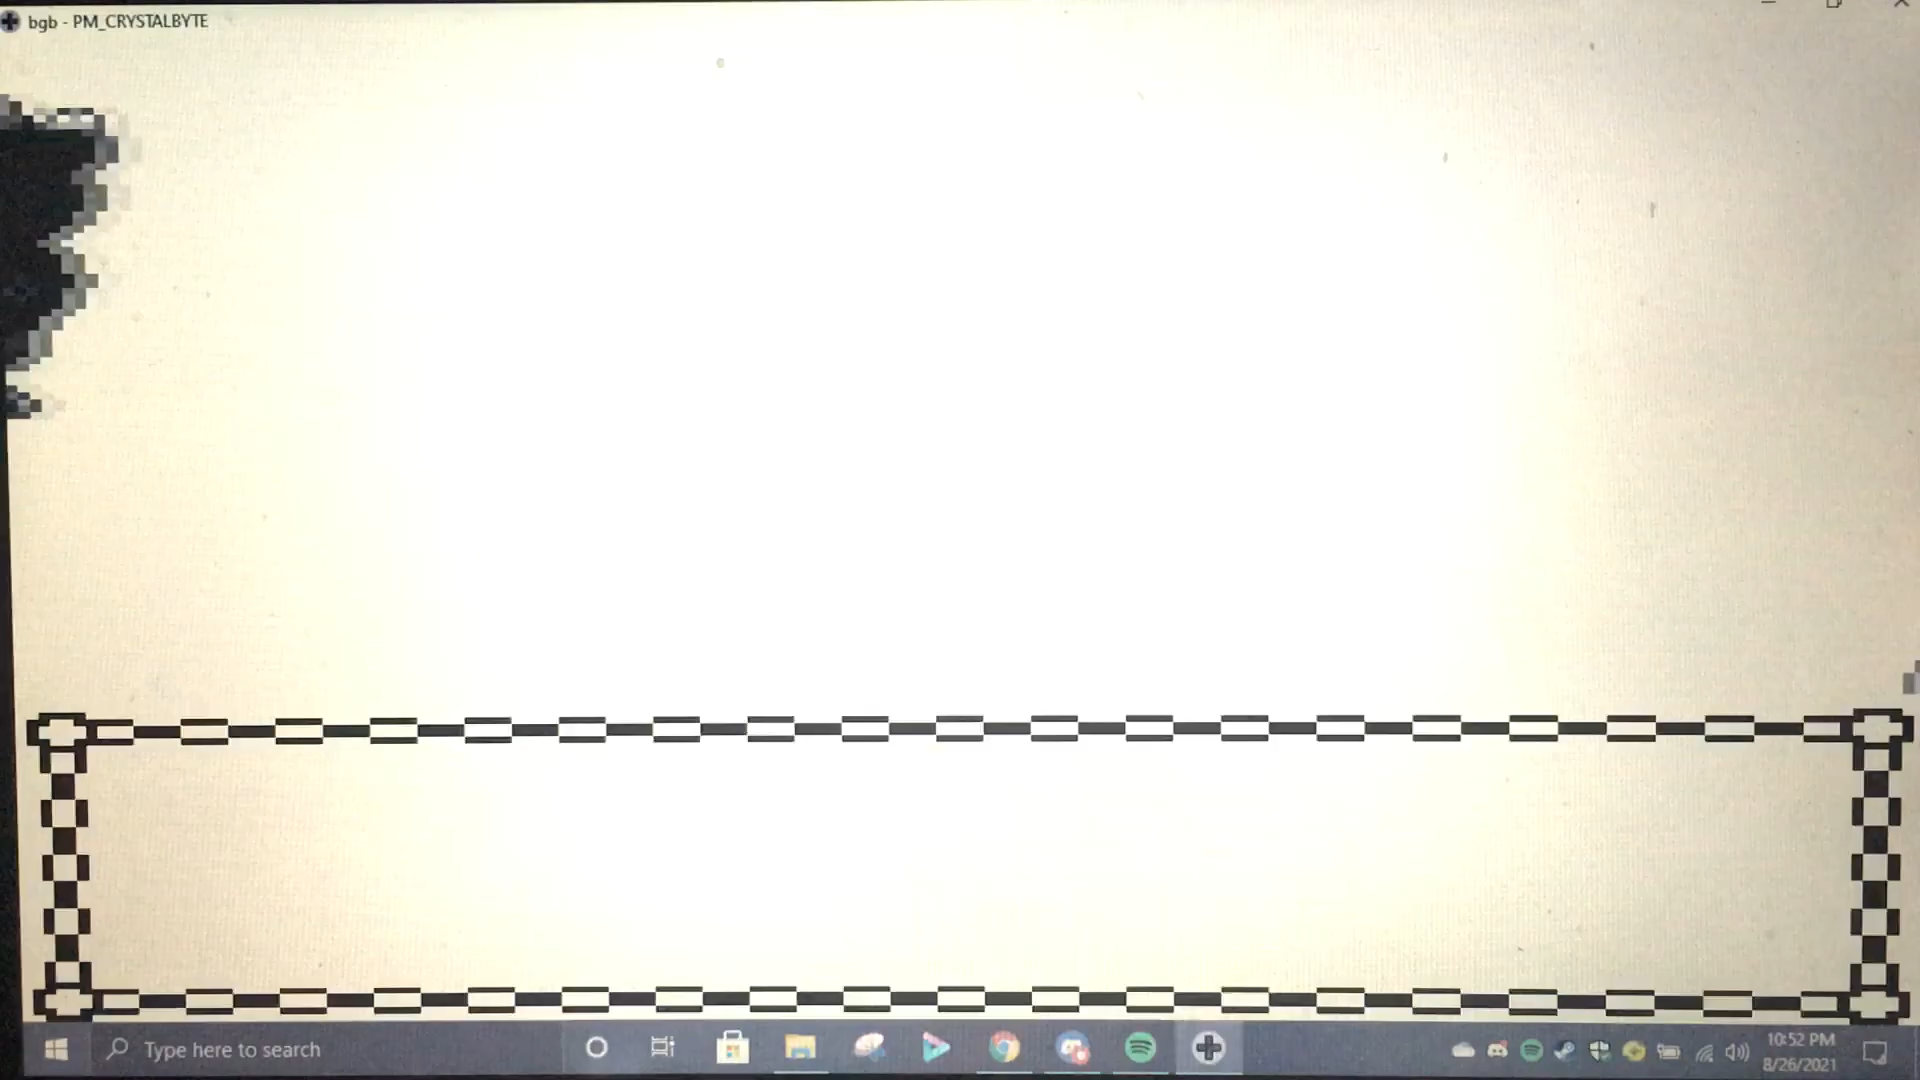 bgb - PM_CRYSTALBYTE
Type here to search
10:52 PM
8/26/2021